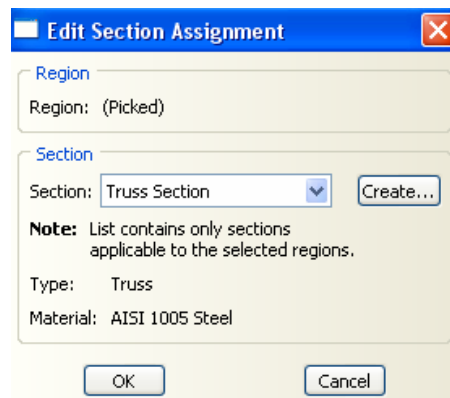 Edit Section Assignment
Region
Region: (Picked)
Section
Section: Truss Section Create...
Note: List contains only sections
applicable to the selected regions.
Type: Truss
Material: AISI 1005 Steel
OK Cancel